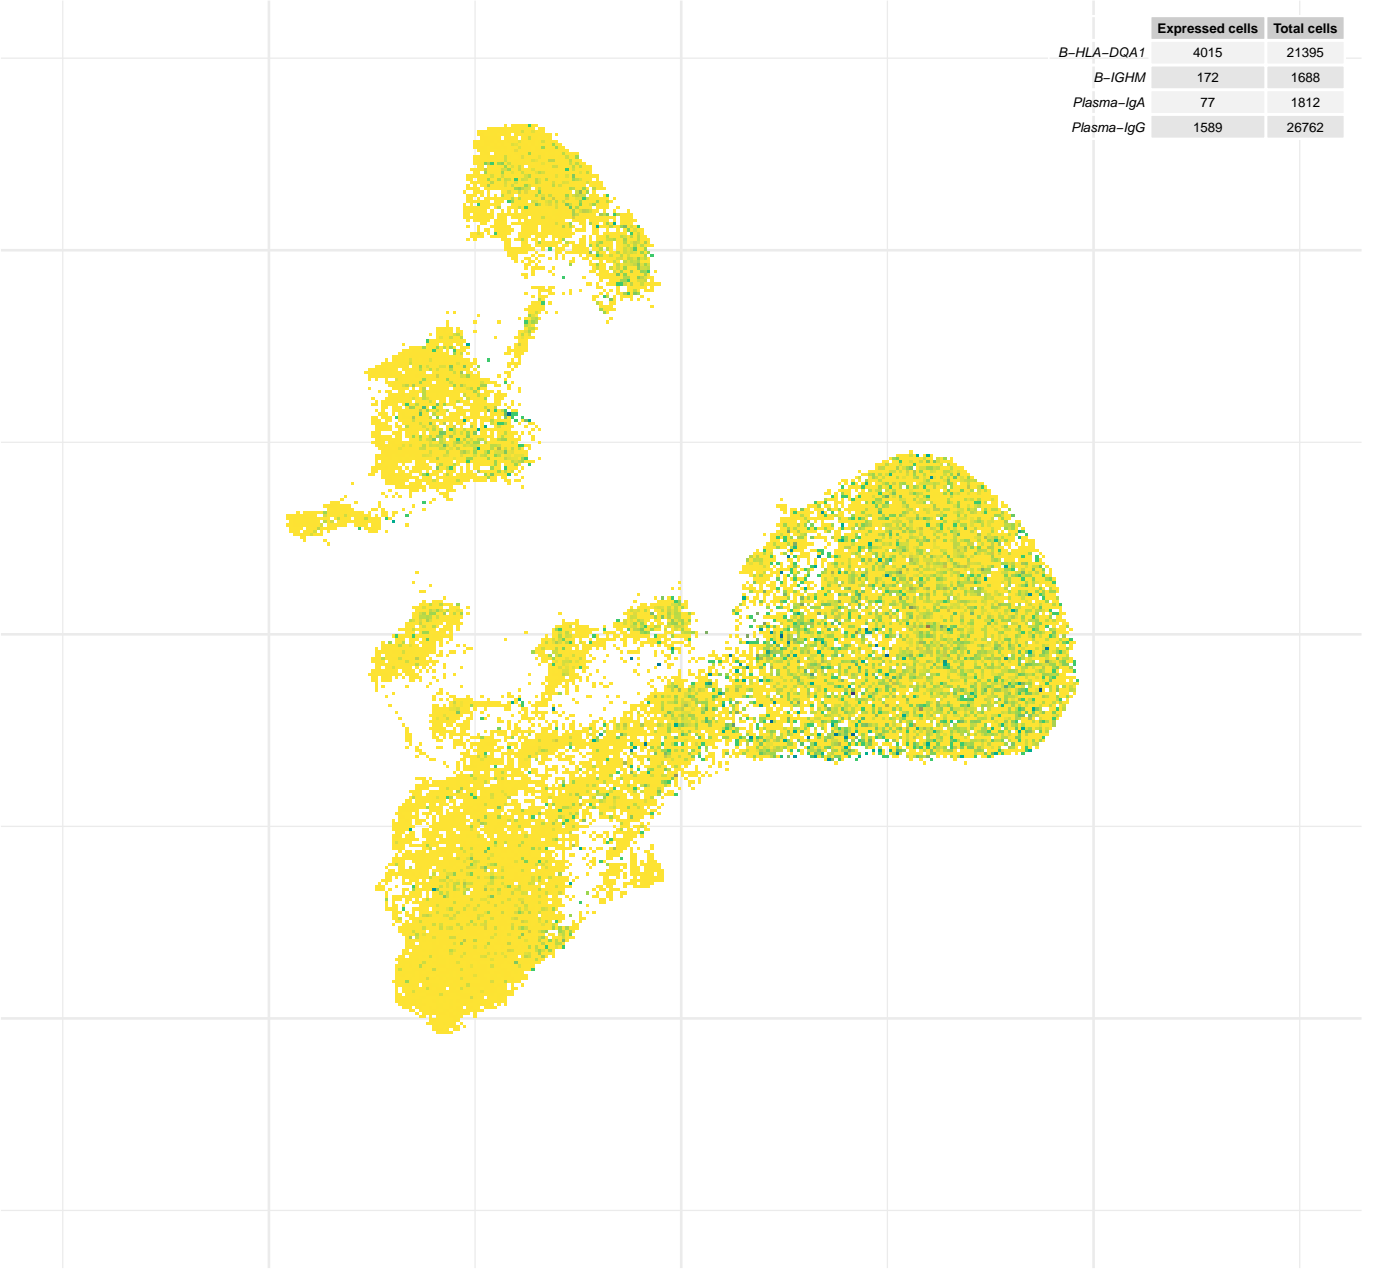 Expressed cells Total cells
B−HLA−DQA1 4015 21395
B−IGHM 172 1688
Plasma−IgA 77 1812
Plasma−IgG 1589 26762